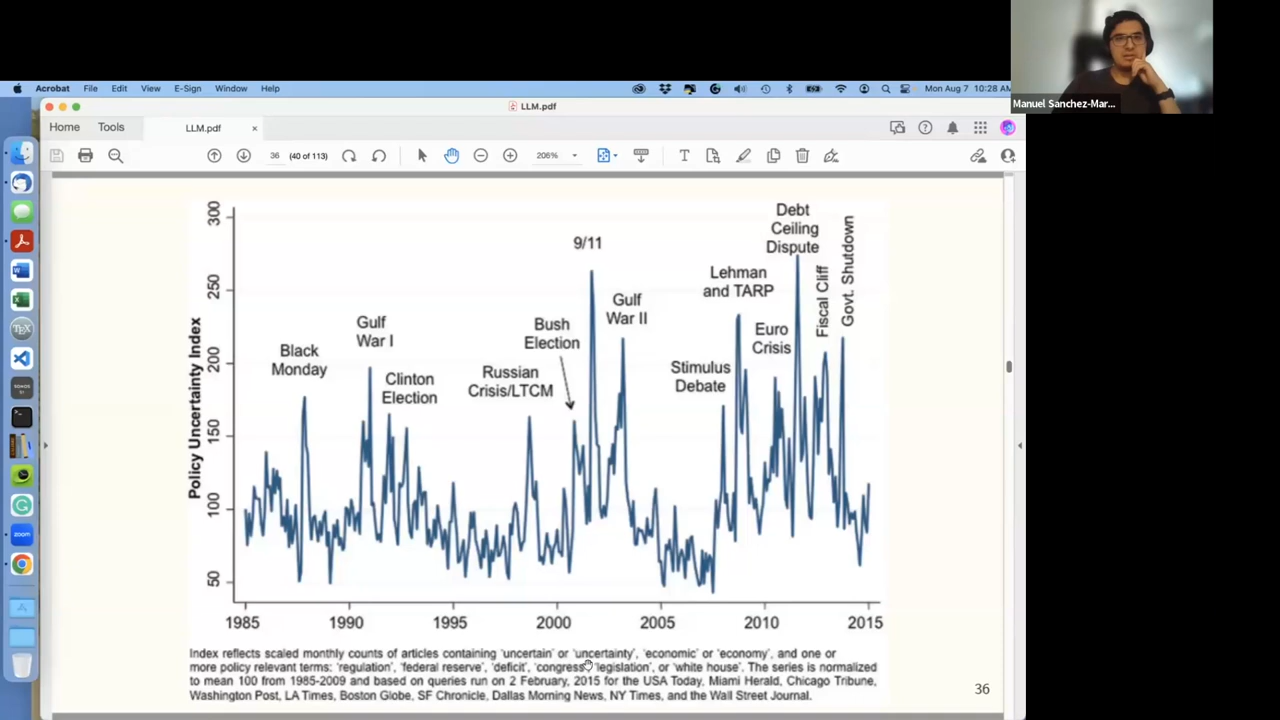 Manuel Sanchez-Mar...
Acrobat File Edit View E-Sign Window Help Mon Aug 7 10:28 AM
LLM.pdf
Home Tools LLM.pdf ×
36 (40 of 113) 206%
300
250
200
150
100
50
Policy Uncertainty Index
Black
Monday
Gulf
War I
Clinton
Election
Russian
Crisis/LTCM
Bush
Election
9/11
Gulf
War II
Stimulus
Debate
Lehman
and TARP
Euro
Crisis
Debt
Ceiling
Dispute
Fiscal Cliff
Govt. Shutdown
1985 1990 1995 2000 2005 2010 2015
Index reflects scaled monthly counts of articles containing 'uncertain' or 'uncertainty', 'economic' or 'economy', and one or
more policy relevant terms: 'regulation', 'federal reserve', 'deficit', 'congress', 'legislation', or 'white house'. The series is normalized
to mean 100 from 1985-2009 and based on queries run on 2 February, 2015 for the USA Today, Miami Herald, Chicago Tribune,
Washington Post, LA Times, Boston Globe, SF Chronicle, Dallas Morning News, NY Times, and the Wall Street Journal.
36
TEX
zoom